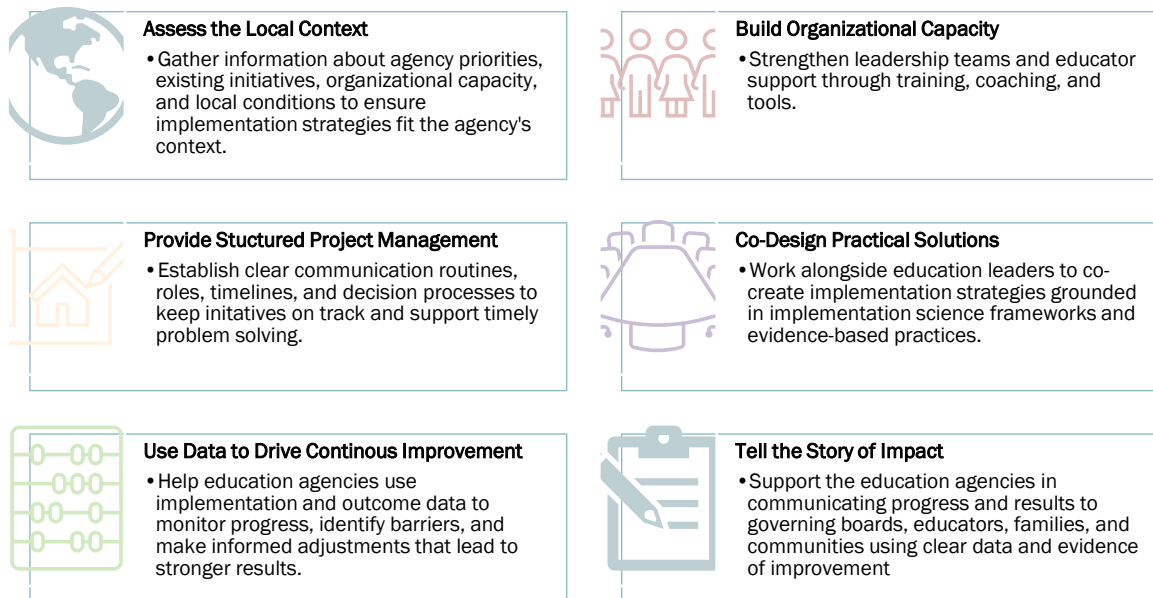 Assess the Local Context
•Gather information about agency priorities,
existing initiatives, organizational capacity,
and local conditions to ensure
implementation strategies fit the agency's
context.
Build Organizational Capacity
•Strengthen leadership teams and educator
support through training, coaching, and
tools.
Provide Stuctured Project Management
•Establish clear communication routines,
roles, timelines, and decision processes to
keep initatives on track and support timely
problem solving.
Co-Design Practical Solutions
•Work alongside education leaders to co-
create implementation strategies grounded
in implementation science frameworks and
evidence-based practices.
Use Data to Drive Continous Improvement
•Help education agencies use
implementation and outcome data to
monitor progress, identify barriers, and
make informed adjustments that lead to
stronger results.
Tell the Story of Impact
•Support the education agencies in
communicating progress and results to
governing boards, educators, families, and
communities using clear data and evidence
of improvement